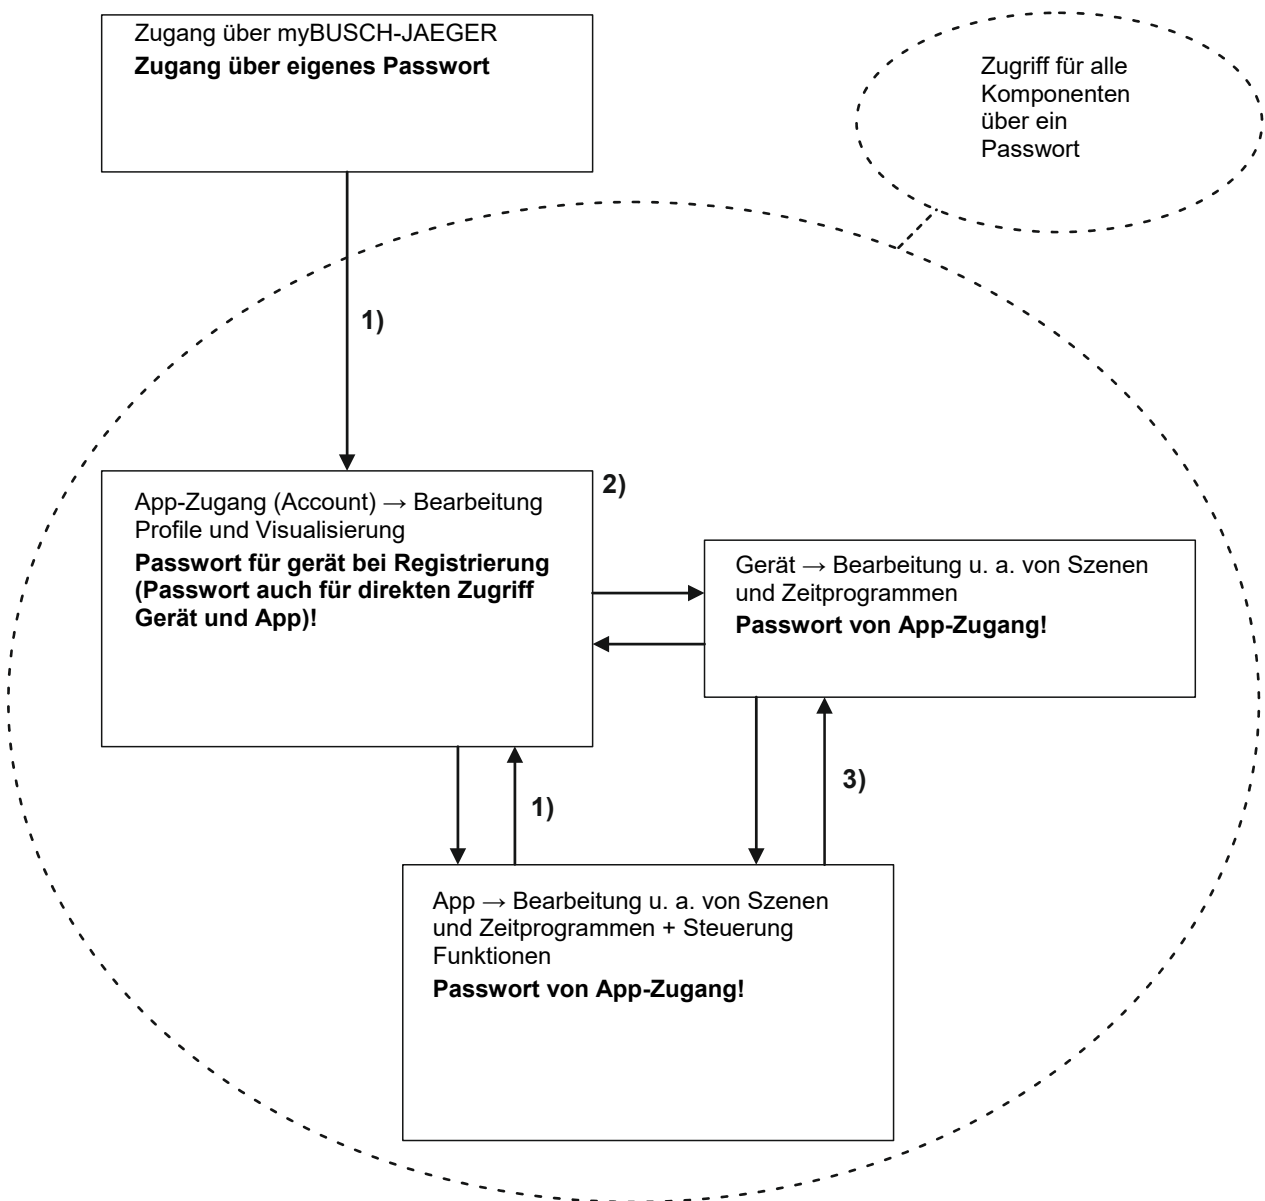 Zugang über myBUSCH-JAEGER
Zugang über eigenes Passwort
Zugriff für alle
Komponenten
über ein
Passwort
1)
App-Zugang (Account) → Bearbeitung
Profile und Visualisierung
Passwort für gerät bei Registrierung
(Passwort auch für direkten Zugriff
Gerät und App)!
2)
Gerät → Bearbeitung u. a. von Szenen
und Zeitprogrammen
Passwort von App-Zugang!
1)
3)
App → Bearbeitung u. a. von Szenen
und Zeitprogrammen + Steuerung
Funktionen
Passwort von App-Zugang!